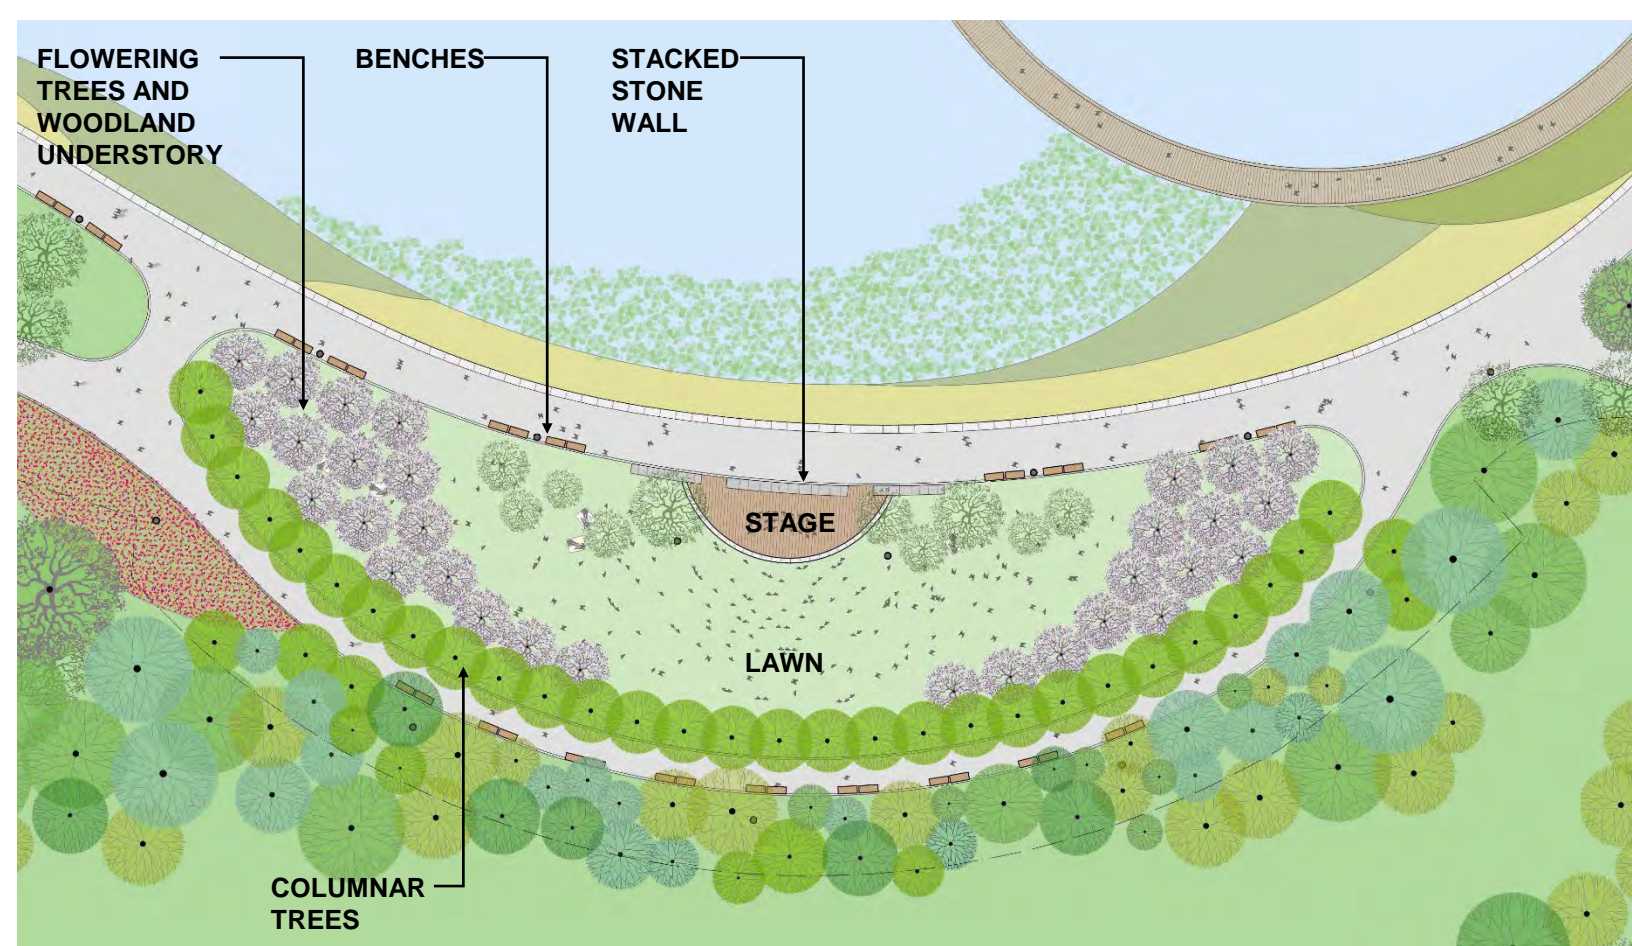 FLOWERING
TREES AND
WOODLAND
UNDERSTORY
BENCHES
STACKED
STONE
WALL
STAGE
LAWN
COLUMNAR
TREES